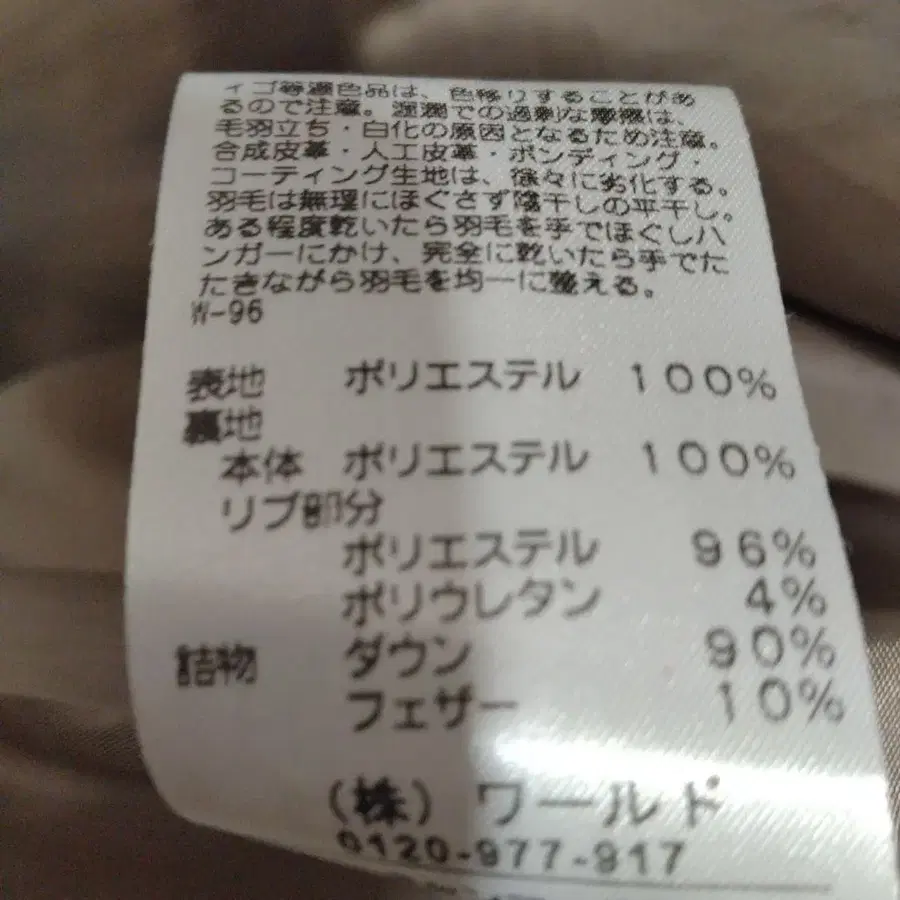 ィゴ等濃色品は、色移りすることがあ
るので注意。湿潤での過剰な摩擦は、
毛羽立ち・白化の原因となるため注意。
合成皮革・人工皮革・ボンディング・
コーティング生地は、徐々に劣化する。
羽毛は無理にほぐさず陰干しの平干し。
ある程度乾いたら羽毛を手でほぐしハ
ンガーにかけ、完全に乾いたら手でた
たきながら羽毛を均一に整える。
W-96
表地 ポリエステル 100%
裏地
本体 ポリエステル 100%
リブ部分
ポリエステル 96%
ポリウレタン 4%
詰物 ダウン 90%
フェザー 10%
(株) ワールド
0120-977-917